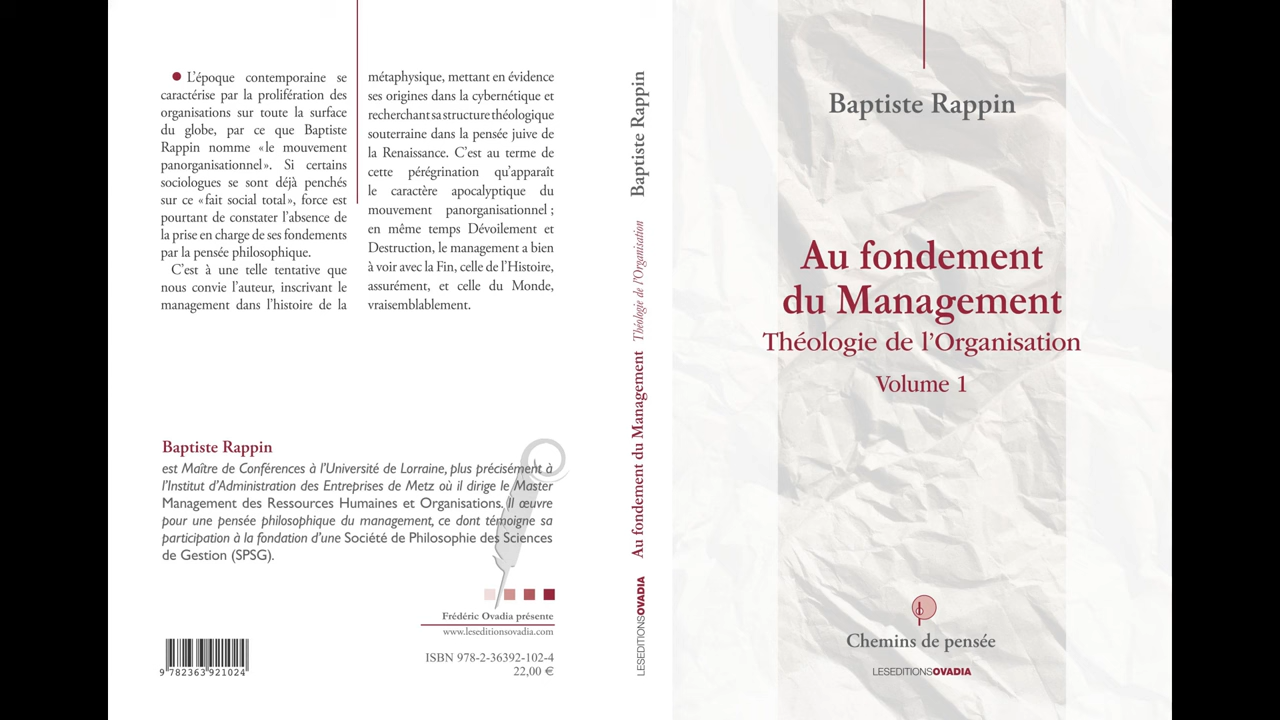 ● L’époque contemporaine se
caractérise par la prolifération des
organisations sur toute la surface
du globe, par ce que Baptiste
Rappin nomme «le mouvement
panorganisationnel». Si certains
sociologues se sont déjà penchés
sur ce «fait social total», force est
pourtant de constater l’absence de
la prise en charge de ses fondements
par la pensée philosophique.
C’est à une telle tentative que
nous convie l’auteur, inscrivant le
management dans l’histoire de la
métaphysique, mettant en évidence
ses origines dans la cybernétique et
recherchant sa structure théologique
souterraine dans la pensée juive de
la Renaissance. C’est au terme de
cette pérégrination qu’apparaît
le caractère apocalyptique du
mouvement panorganisationnel ;
en même temps Dévoilement et
Destruction, le management a bien
à voir avec la Fin, celle de l’Histoire,
assurément, et celle du Monde,
vraisemblablement.
Baptiste Rappin
est Maître de Conférences à l’Université de Lorraine, plus précisément à
l’Institut d’Administration des Entreprises de Metz où il dirige le Master
Management des Ressources Humaines et Organisations. Il œuvre
pour une pensée philosophique du management, ce dont témoigne sa
participation à la fondation d’une Société de Philosophie des Sciences
de Gestion (SPSG).
Frédéric Ovadia présente
www.leseditionsovadia.com
ISBN 978-2-36392-102-4
22,00 €
9 782363 921024
LESEDITIONSOVADIA Au fondement du Management Théologie de l’Organisation Baptiste Rappin
Baptiste Rappin
Au fondement
du Management
Théologie de l’Organisation
Volume 1
Chemins de pensée
LESEDITIONSOVADIA